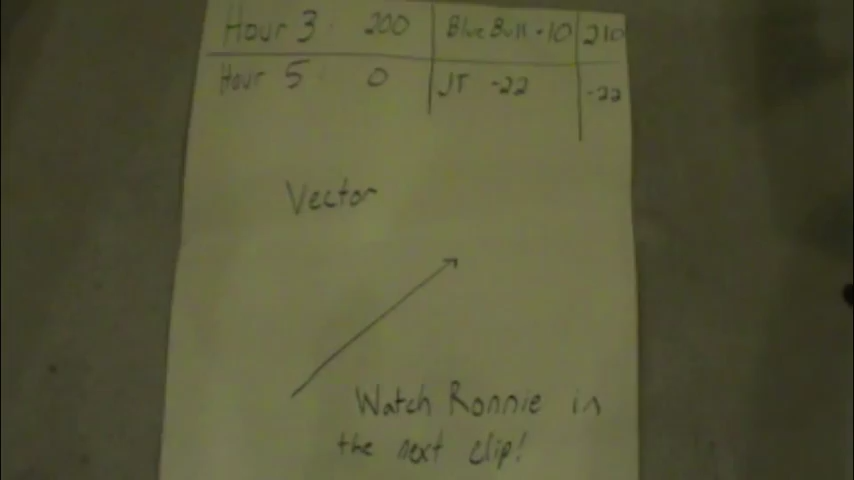 Hour 3: 200 Blue Bull +10 210
Hour 5: 0 JT -22 -22
Vector
Watch Ronnie in
the next clip!